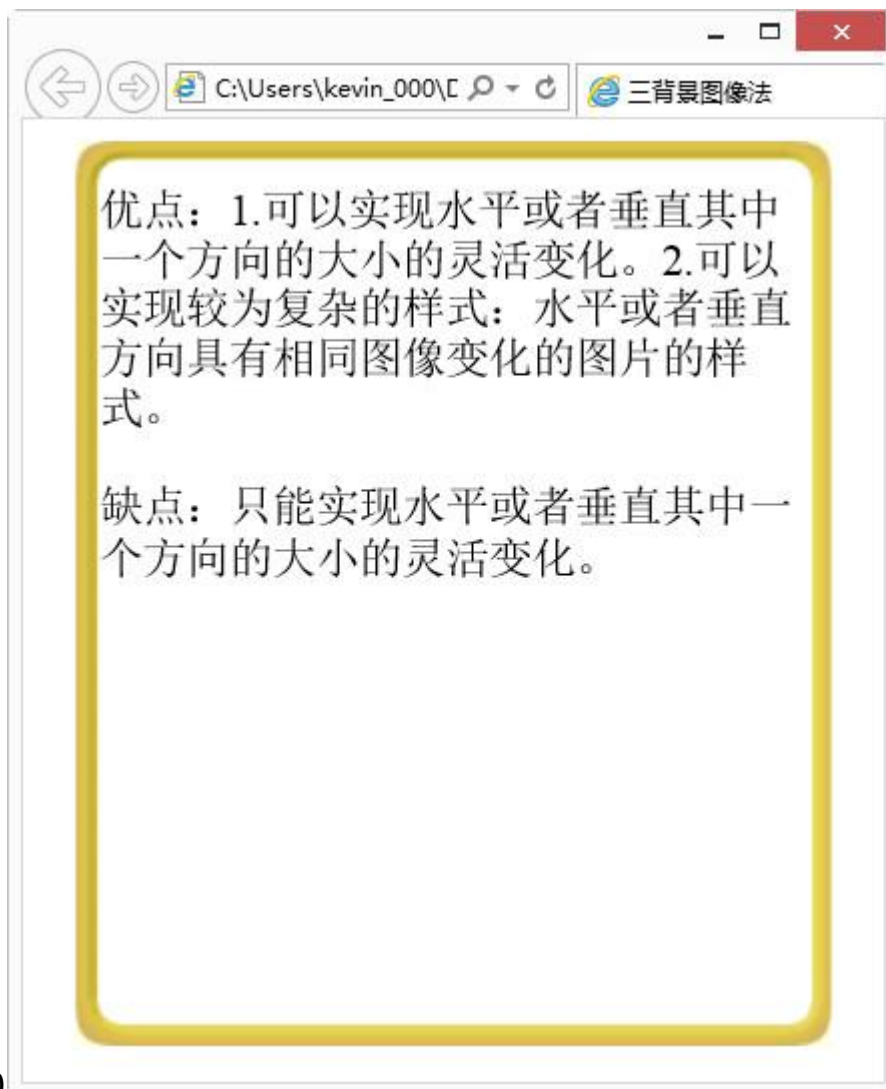 C:\Users\kevin_000\D
三背景图像法
优点：1.可以实现水平或者垂直其中
一个方向的大小的灵活变化。2.可以
实现较为复杂的样式：水平或者垂直
方向具有相同图像变化的图片的样
式。
缺点：只能实现水平或者垂直其中一
个方向的大小的灵活变化。